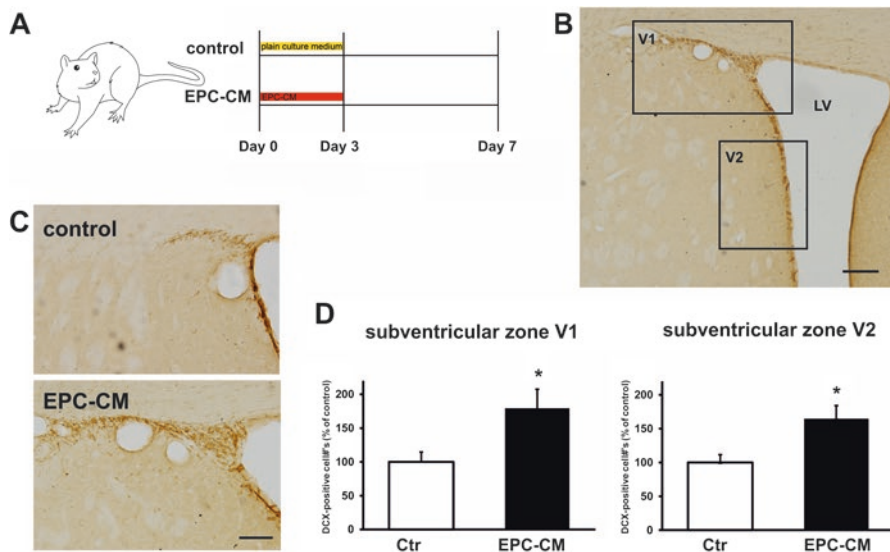 A
control
plain culture medium
EPC-CM
EPC-CM
Day 0
Day 3
Day 7
B
V1
LV
V2
C
control
EPC-CM
D
subventricular zone V1
DCX-positive cell#'s (% of control)
200
150
100
50
0
Ctr
EPC-CM
*
subventricular zone V2
DCX-positive cell#'s (% of control)
200
150
100
50
0
Ctr
EPC-CM
*